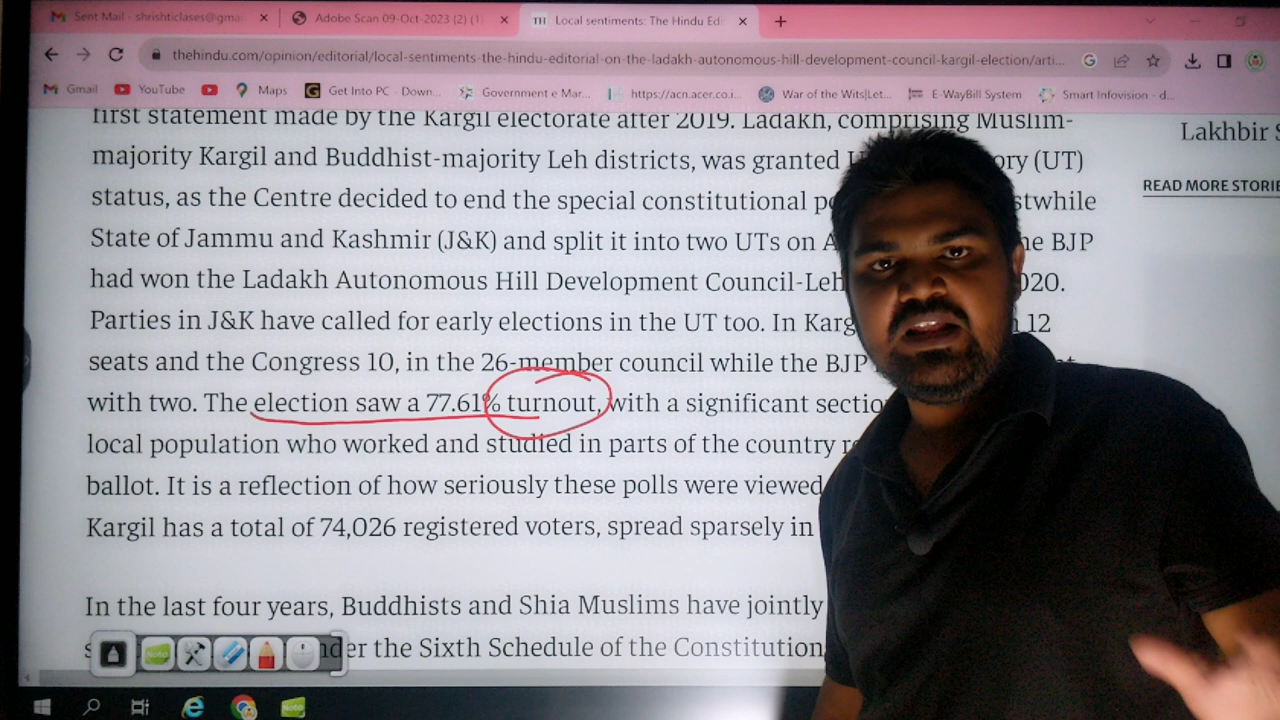 Sent Mail - shrishticlases@gmai
Adobe Scan 09-Oct-2023 (2) (1)
TH Local sentiments: The Hindu Edi
thehindu.com/opinion/editorial/local-sentiments-the-hindu-editorial-on-the-ladakh-autonomous-hill-development-council-kargil-election/arti...
Gmail
YouTube
Maps
Get Into PC - Down...
Government e Mar...
https://acn.acer.co.i...
War of the Wits|Let...
E-WayBill System
Smart Infovision - d...
first statement made by the Kargil electorate after 2019. Ladakh, comprising Muslim-
majority Kargil and Buddhist-majority Leh districts, was granted ory (UT)
status, as the Centre decided to end the special constitutional po stwhile
State of Jammu and Kashmir (J&K) and split it into two UTs on A he BJP
had won the Ladakh Autonomous Hill Development Council-Leh 020.
Parties in J&K have called for early elections in the UT too. In Karg 12
seats and the Congress 10, in the 26-member council while the BJP
with two. The election saw a 77.61% turnout, with a significant sectio
local population who worked and studied in parts of the country r
ballot. It is a reflection of how seriously these polls were viewed
Kargil has a total of 74,026 registered voters, spread sparsely in
In the last four years, Buddhists and Shia Muslims have jointly
s nder the Sixth Schedule of the Constitution,
Lakhbir S
READ MORE STORIE
Note
Note